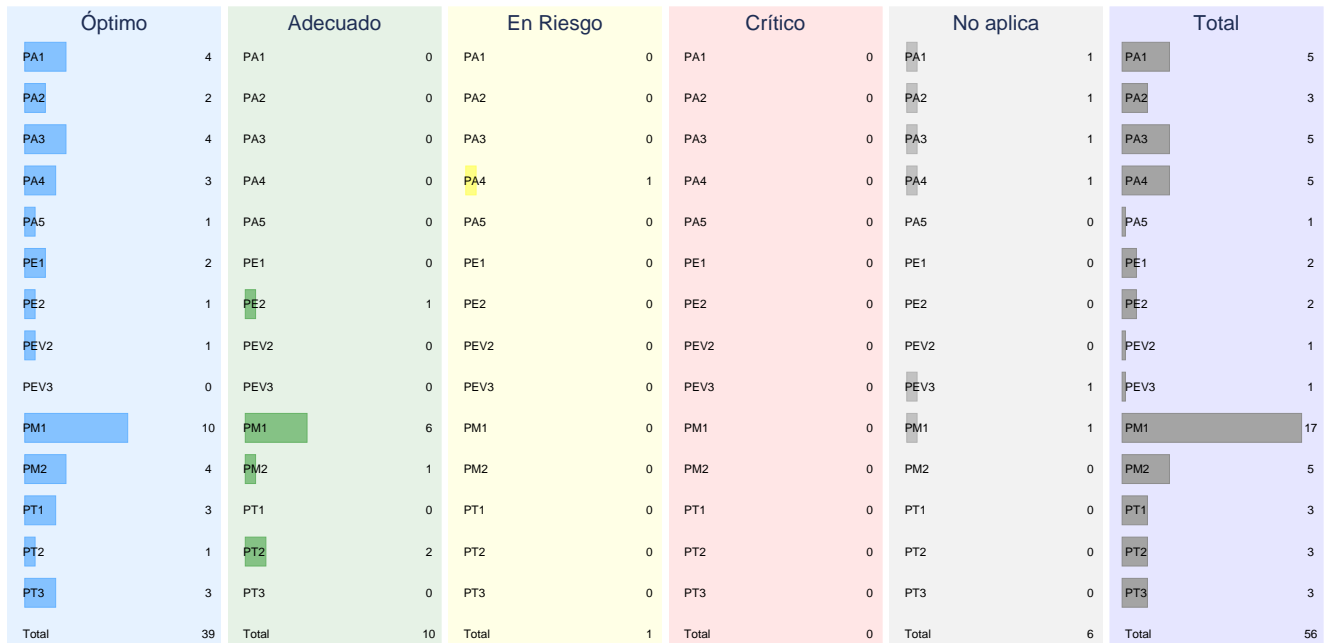 Óptimo Adecuado En Riesgo Crítico No aplica Total
PA1 4 PA1 0 PA1 0 PA1 0 PA1 1 PA1 5
PA2 2 PA2 0 PA2 0 PA2 0 PA2 1 PA2 3
PA3 4 PA3 0 PA3 0 PA3 0 PA3 1 PA3 5
PA4 3 PA4 0 PA4 1 PA4 0 PA4 1 PA4 5
PA5 1 PA5 0 PA5 0 PA5 0 PA5 0 PA5 1
PE1 2 PE1 0 PE1 0 PE1 0 PE1 0 PE1 2
PE2 1 PE2 1 PE2 0 PE2 0 PE2 0 PE2 2
PEV2 1 PEV2 0 PEV2 0 PEV2 0 PEV2 0 PEV2 1
PEV3 0 PEV3 0 PEV3 0 PEV3 0 PEV3 1 PEV3 1
PM1 10 PM1 6 PM1 0 PM1 0 PM1 1 PM1 17
PM2 4 PM2 1 PM2 0 PM2 0 PM2 0 PM2 5
PT1 3 PT1 0 PT1 0 PT1 0 PT1 0 PT1 3
PT2 1 PT2 2 PT2 0 PT2 0 PT2 0 PT2 3
PT3 3 PT3 0 PT3 0 PT3 0 PT3 0 PT3 3
Total 39 Total 10 Total 1 Total 0 Total 6 Total 56